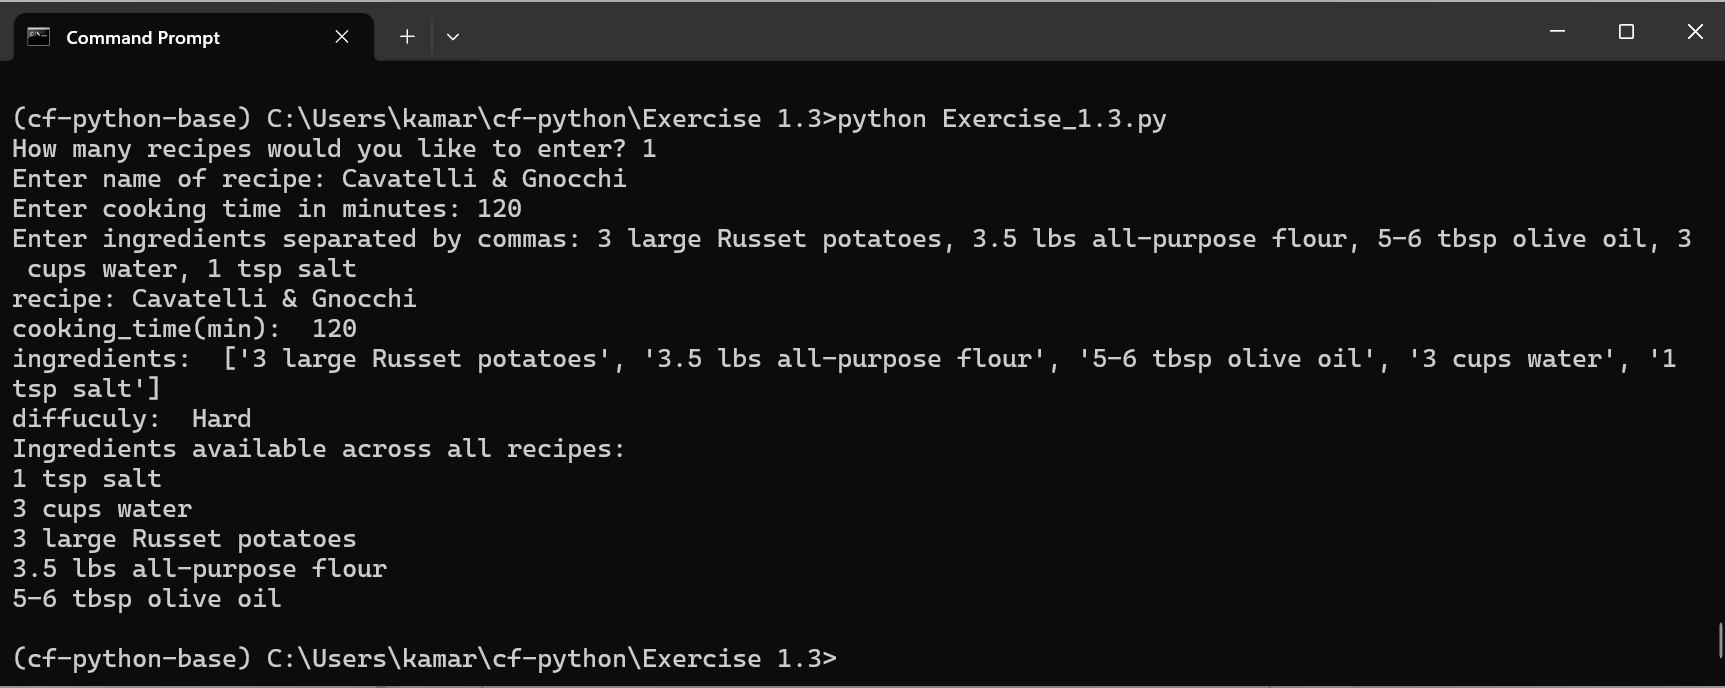 Command Prompt
(cf-python-base) C:\Users\kamar\cf-python\Exercise 1.3>python Exercise_1.3.py
How many recipes would you like to enter? 1
Enter name of recipe: Cavatelli & Gnocchi
Enter cooking time in minutes: 120
Enter ingredients separated by commas: 3 large Russet potatoes, 3.5 lbs all-purpose flour, 5-6 tbsp olive oil, 3
 cups water, 1 tsp salt
recipe: Cavatelli & Gnocchi
cooking_time(min):  120
ingredients:  ['3 large Russet potatoes', '3.5 lbs all-purpose flour', '5-6 tbsp olive oil', '3 cups water', '1
tsp salt']
diffuculy:  Hard
Ingredients available across all recipes:
1 tsp salt
3 cups water
3 large Russet potatoes
3.5 lbs all-purpose flour
5-6 tbsp olive oil
(cf-python-base) C:\Users\kamar\cf-python\Exercise 1.3>